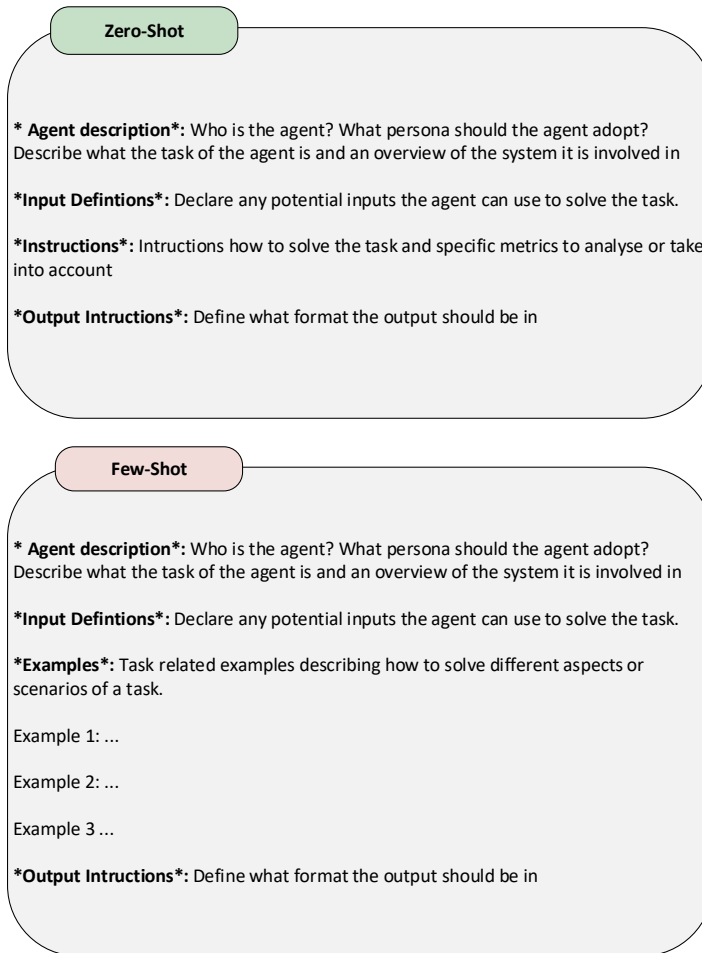 Zero-Shot
* Agent description*: Who is the agent? What persona should the agent adopt?
Describe what the task of the agent is and an overview of the system it is involved in
*Input Defintions*: Declare any potential inputs the agent can use to solve the task.
*Instructions*: Intructions how to solve the task and specific metrics to analyse or take
into account
*Output Intructions*: Define what format the output should be in
Few-Shot
* Agent description*: Who is the agent? What persona should the agent adopt?
Describe what the task of the agent is and an overview of the system it is involved in
*Input Defintions*: Declare any potential inputs the agent can use to solve the task.
*Examples*: Task related examples describing how to solve different aspects or
scenarios of a task.
Example 1: ...
Example 2: ...
Example 3 ...
*Output Intructions*: Define what format the output should be in